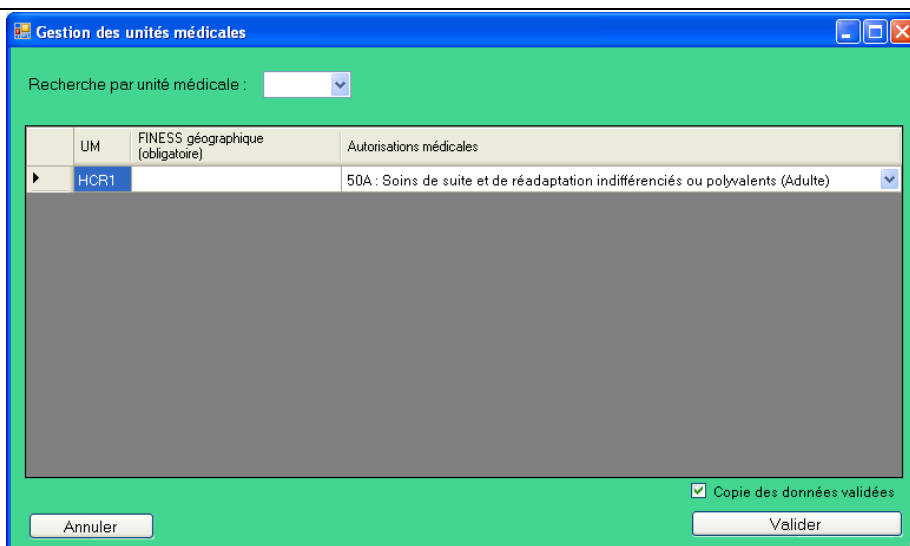 Gestion des unités médicales
Recherche par unité médicale :
UM
FINESS géographique
(obligatoire)
Autorisations médicales
HCR1
50A : Soins de suite et de réadaptation indifférenciés ou polyvalents (Adulte)
Copie des données validées
Annuler
Valider